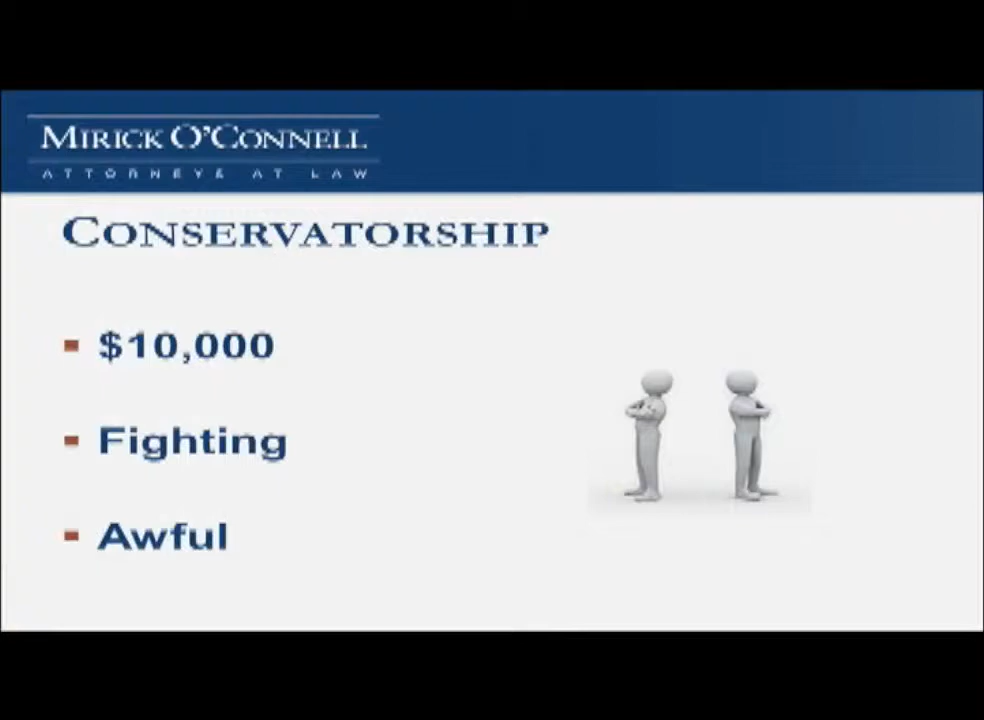 MIRICK O'CONNELL
ATTORNEYS AT LAW
CONSERVATORSHIP
$10,000
Fighting
Awful